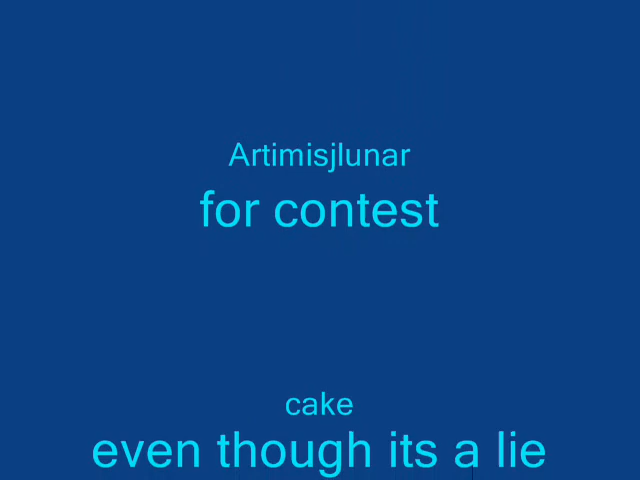 Artimisjlunar
for contest
cake
even though its a lie